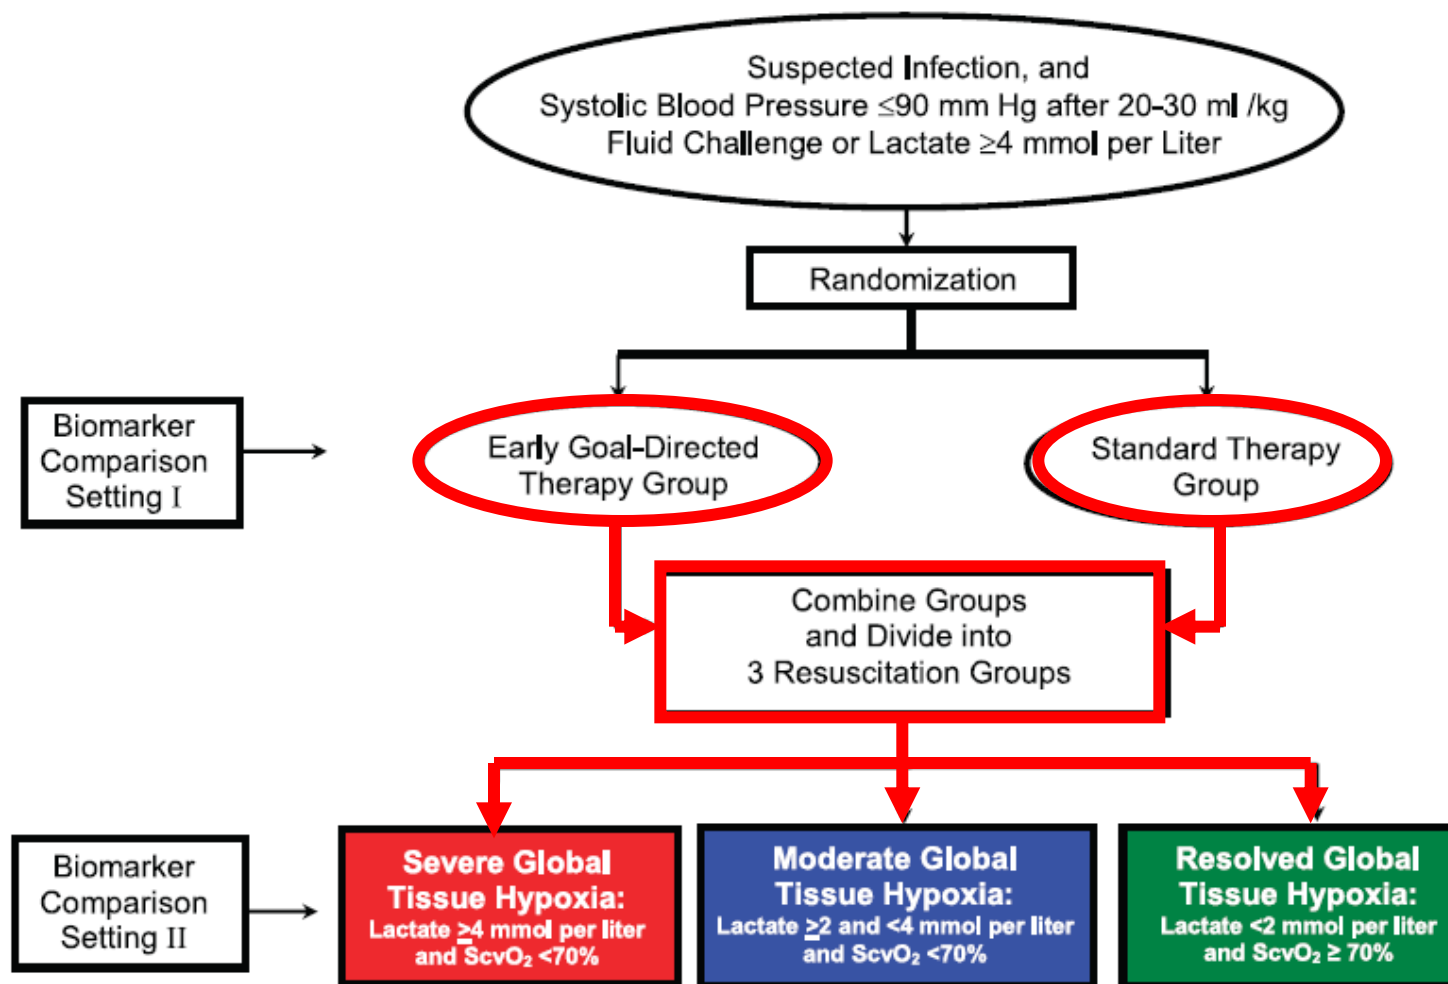 Suspected Infection, and
Systolic Blood Pressure ≤90 mm Hg after 20-30 ml /kg
Fluid Challenge or Lactate ≥4 mmol per Liter
Randomization
Biomarker
Comparison
Setting I
Early Goal-Directed
Therapy Group
Standard Therapy
Group
Combine Groups
and Divide into
3 Resuscitation Groups
Biomarker
Comparison
Setting II
Severe Global
Tissue Hypoxia:
Lactate ≥4 mmol per liter
and ScvO₂ <70%
Moderate Global
Tissue Hypoxia:
Lactate ≥2 and <4 mmol per liter
and ScvO₂ <70%
Resolved Global
Tissue Hypoxia:
Lactate <2 mmol per liter
and ScvO₂ ≥ 70%